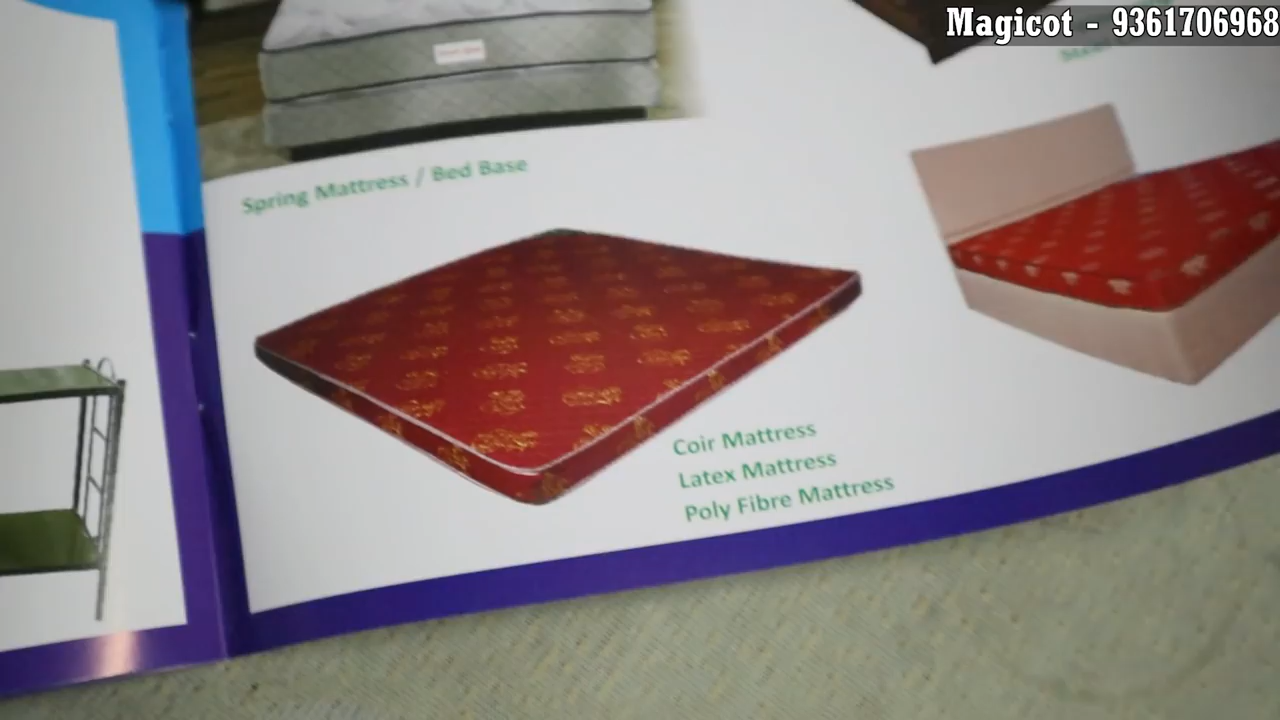 Magicot - 9361706968
Spring Mattress / Bed Base
Coir Mattress
Latex Mattress
Poly Fibre Mattress